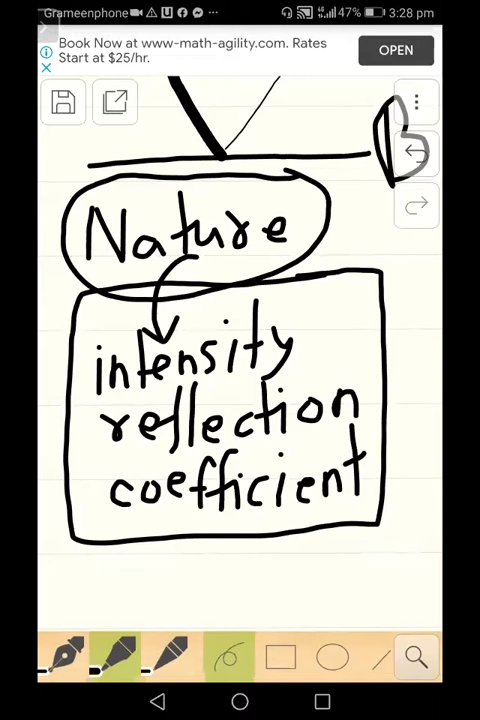 Grameenphone ... 47% 3:28 pm
Book Now at www-math-agility.com. Rates
Start at $25/hr.
OPEN
B
Nature
intensity
reflection
coefficient